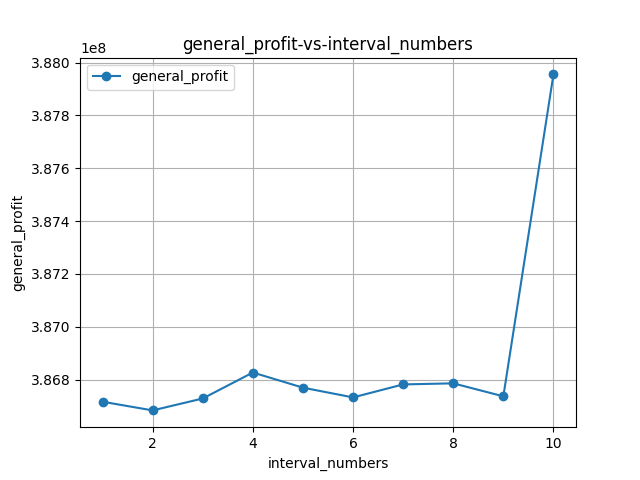 general_profit-vs-interval_numbers
1e8
general_profit
3.880
3.878
3.876
3.874
3.872
3.870
3.868
general_profit
2 4 6 8 10
interval_numbers